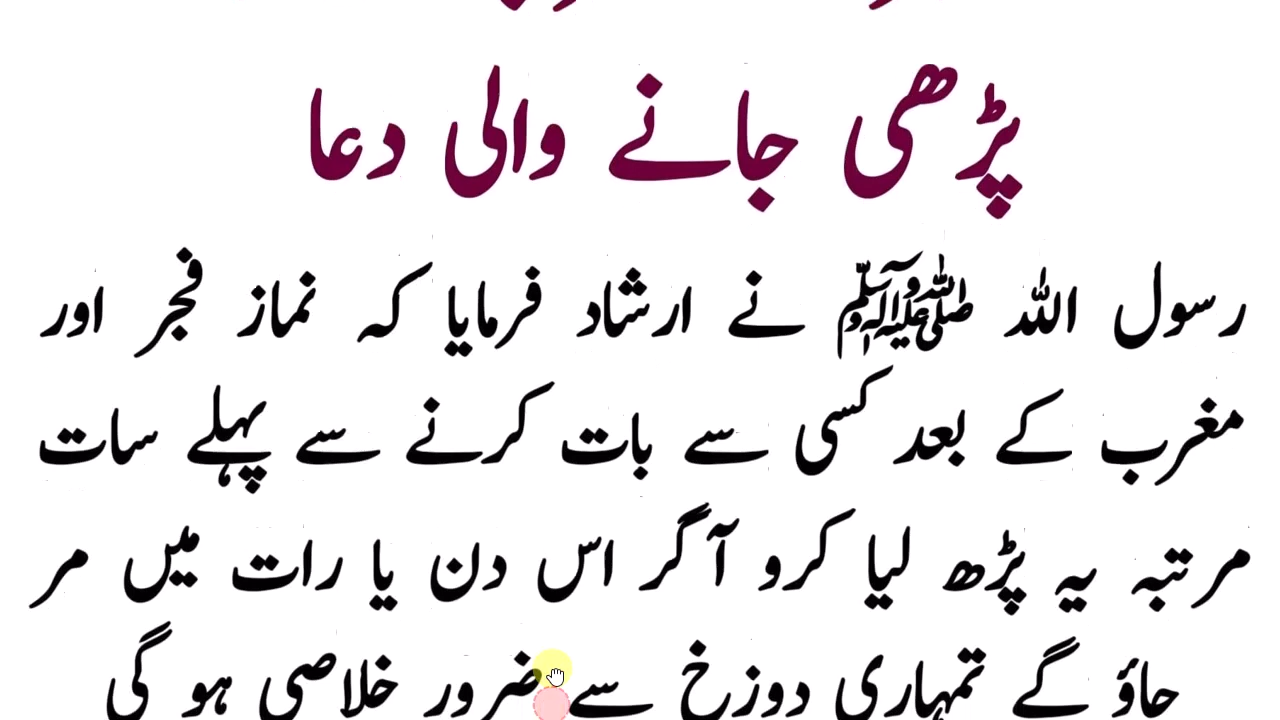 پڑھی جانے والی دعا
رسول اللہ ﷺ نے ارشاد فرمایا کہ نماز فجر اور
مغرب کے بعد کسی سے بات کرنے سے پہلے سات
مرتبہ یہ پڑھ لیا کرو آگر اس دن یا رات میں مر
جاؤ گے تمہاری دوزخ سے ضرور خلاصی ہو گی